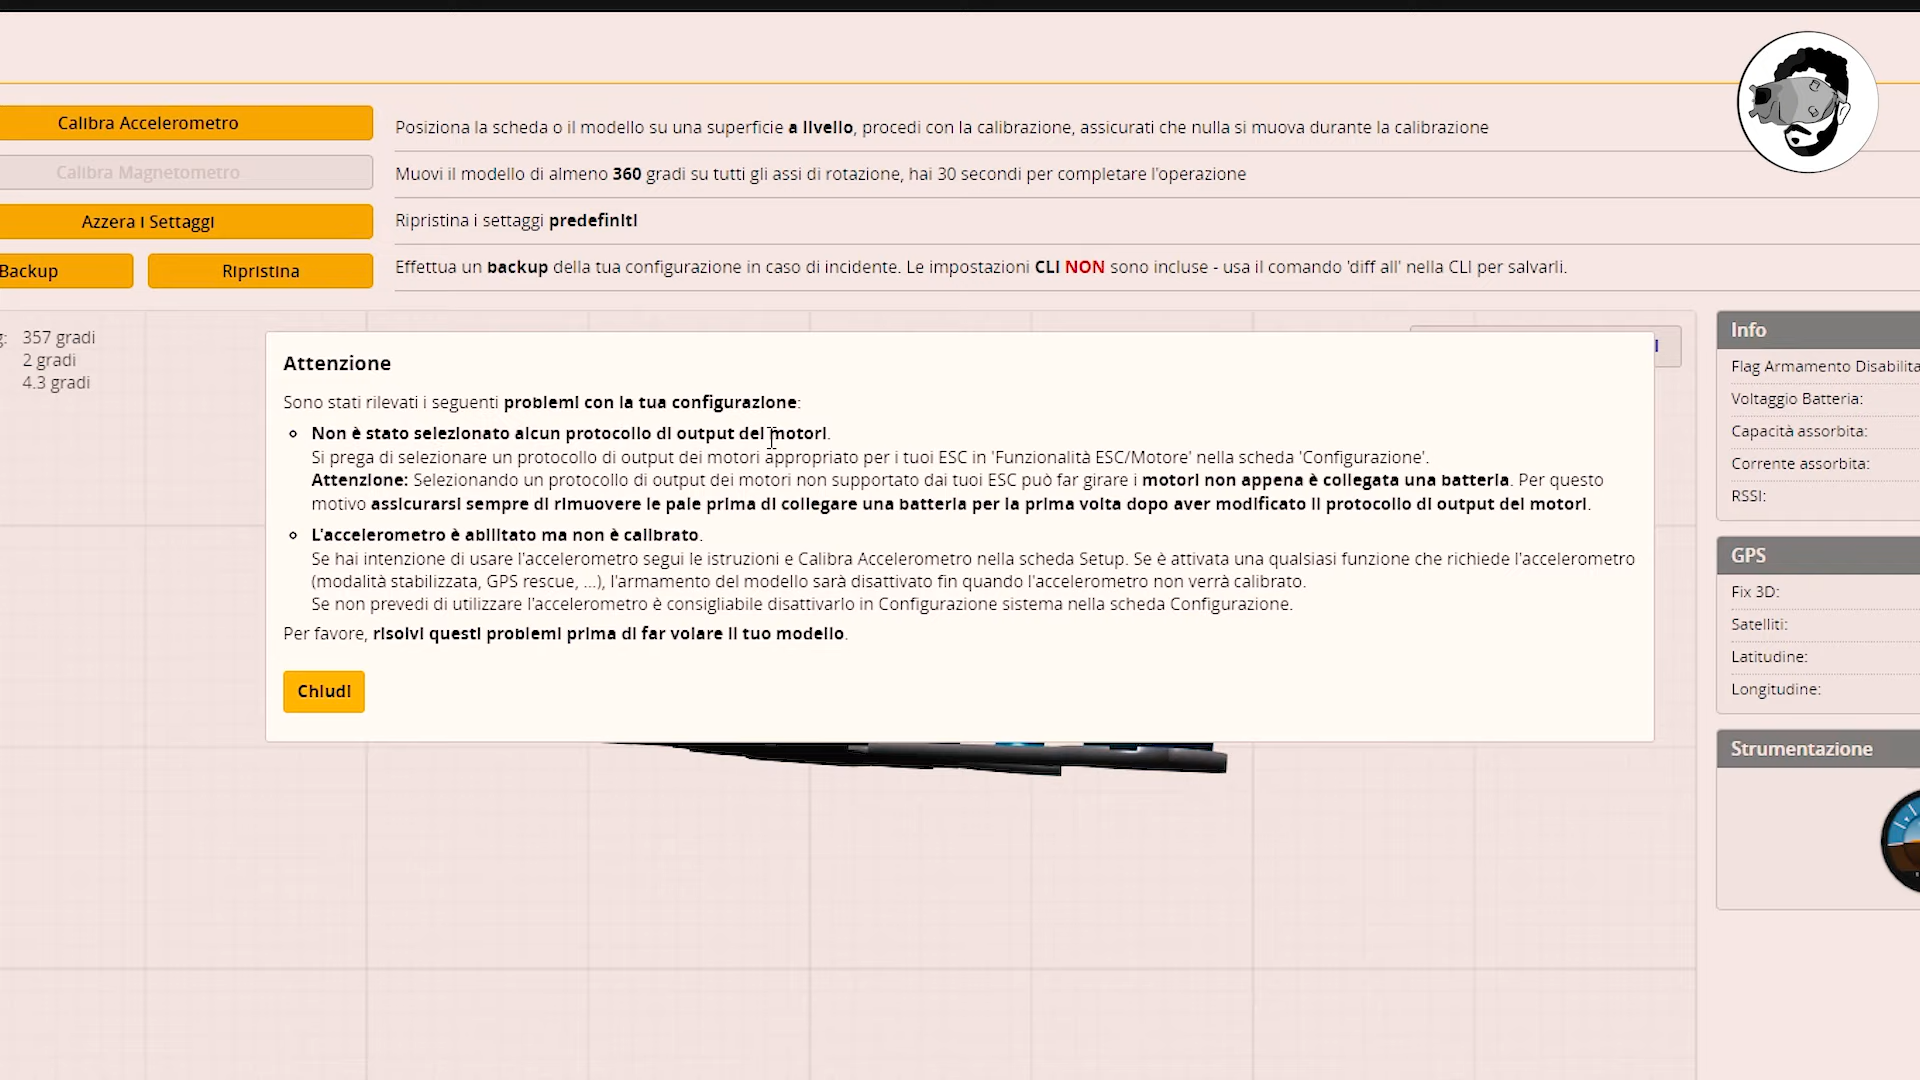 Calibra Accelerometro
Posiziona la scheda o il modello su una superficie a livello, procedi con la calibrazione, assicurati che nulla si muova durante la calibrazione
Calibra Magnetometro
Muovi il modello di almeno 360 gradi su tutti gli assi di rotazione, hai 30 secondi per completare l'operazione
Azzera i Settaggi
Ripristina i settaggi predefiniti
Backup
Ripristina
Effettua un backup della tua configurazione in caso di incidente. Le impostazioni CLI NON sono incluse - usa il comando 'diff all' nella CLI per salvarli.
357 gradi
2 gradi
4.3 gradi
Attenzione
Sono stati rilevati i seguenti problemi con la tua configurazione:
Non è stato selezionato alcun protocollo di output dei motori.
Si prega di selezionare un protocollo di output dei motori appropriato per i tuoi ESC in 'Funzionalità ESC/Motore' nella scheda 'Configurazione'.
Attenzione: Selezionando un protocollo di output dei motori non supportato dai tuoi ESC può far girare i motori non appena è collegata una batteria. Per questo
motivo assicurarsi sempre di rimuovere le pale prima di collegare una batteria per la prima volta dopo aver modificato il protocollo di output dei motori.
L'accelerometro è abilitato ma non è calibrato.
Se hai intenzione di usare l'accelerometro segui le istruzioni e Calibra Accelerometro nella scheda Setup. Se è attivata una qualsiasi funzione che richiede l'accelerometro
(modalità stabilizzata, GPS rescue, ...), l'armamento del modello sarà disattivato fin quando l'accelerometro non verrà calibrato.
Se non prevedi di utilizzare l'accelerometro è consigliabile disattivarlo in Configurazione sistema nella scheda Configurazione.
Per favore, risolvi questi problemi prima di far volare il tuo modello.
Chiudi
Info
Flag Armamento Disabilita
Voltaggio Batteria:
Capacità assorbita:
Corrente assorbita:
RSSI:
GPS
Fix 3D:
Satelliti:
Latitudine:
Longitudine:
Strumentazione